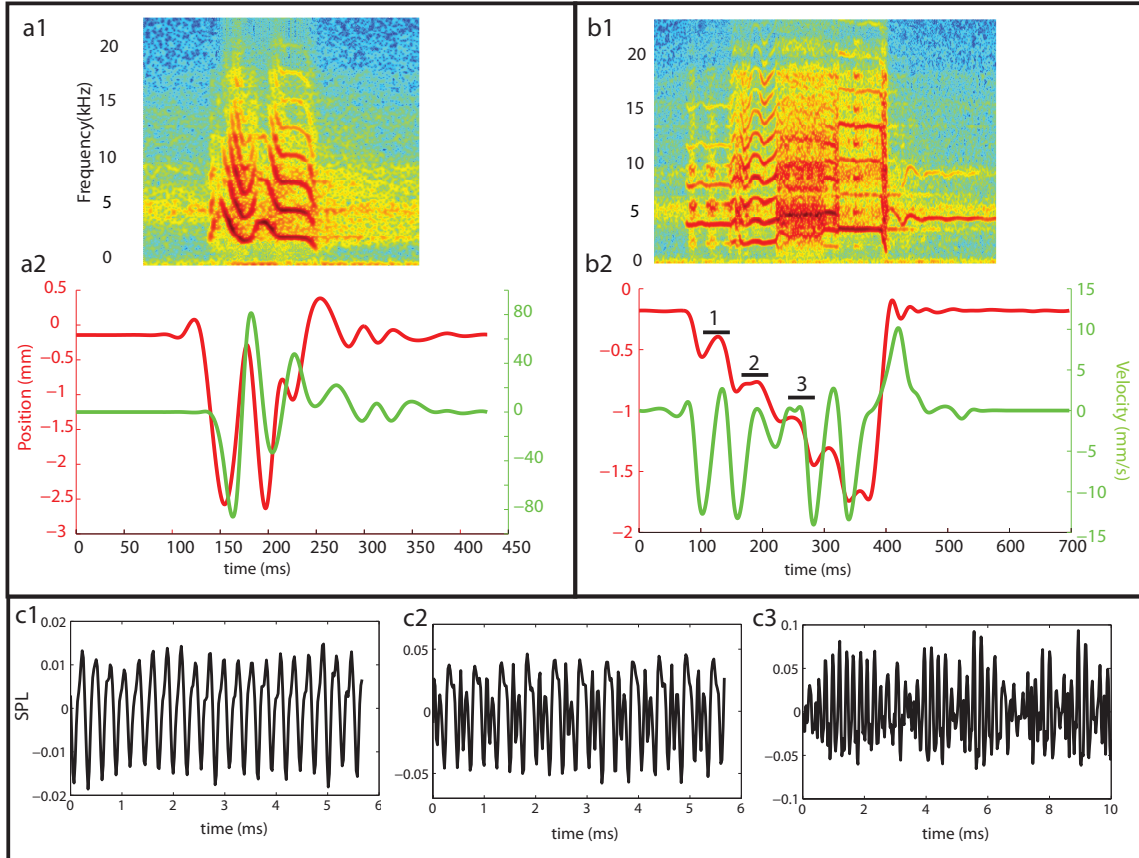 a1
20
15
10
5
0
Frequency(kHz)
b1
20
15
10
5
0
a2
0.5
0
−0.5
−1
−1.5
−2
−2.5
−3
Position (mm)
80
40
0
−40
−80
0 50 100 150 200 250 300 350 400 450
time (ms)
b2
0
−0.5
−1
−1.5
−2
1
2
3
15
10
5
0
−5
−10
−15
Velocity (mm/s)
0 100 200 300 400 500 600 700
time (ms)
c1
0.02
0.01
0
−0.01
−0.02
SPL
0 1 2 3 4 5 6
time (ms)
c2
0.05
0
−0.05
0 1 2 3 4 5 6
time (ms)
c3
0.1
0.05
0
−0.05
−0.1
0 2 4 6 8 10
time (ms)